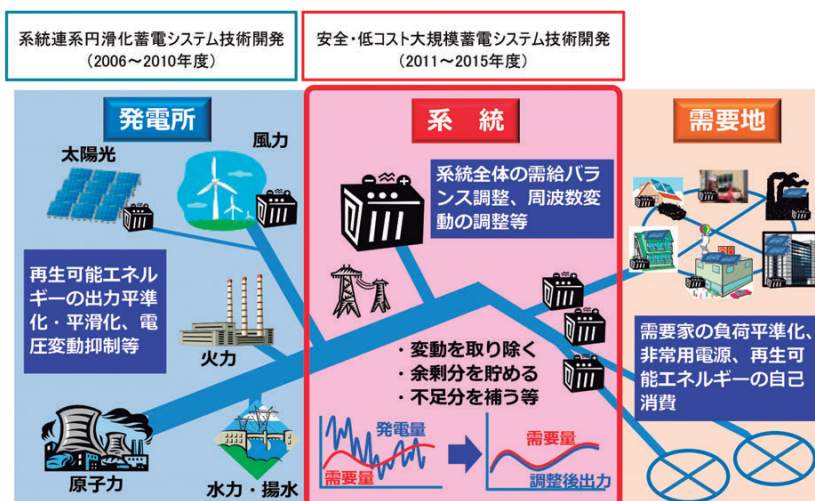 系統連系円滑化蓄電システム技術開発
(2006～2010年度)
安全・低コスト大規模蓄電システム技術開発
(2011～2015年度)
発電所
系統
需要地
太陽光
風力
再生可能エネル
ギーの出力平準
化・平滑化、電
圧変動抑制等
火力
原子力
水力・揚水
系統全体の需給バラ
ンス調整、周波数変
動の調整等
・変動を取り除く
・余剰分を貯める
・不足分を補う等
発電量
需要量
需要量
調整後出力
需要家の負荷平準化、
非常用電源、再生可
能エネルギーの自己
消費